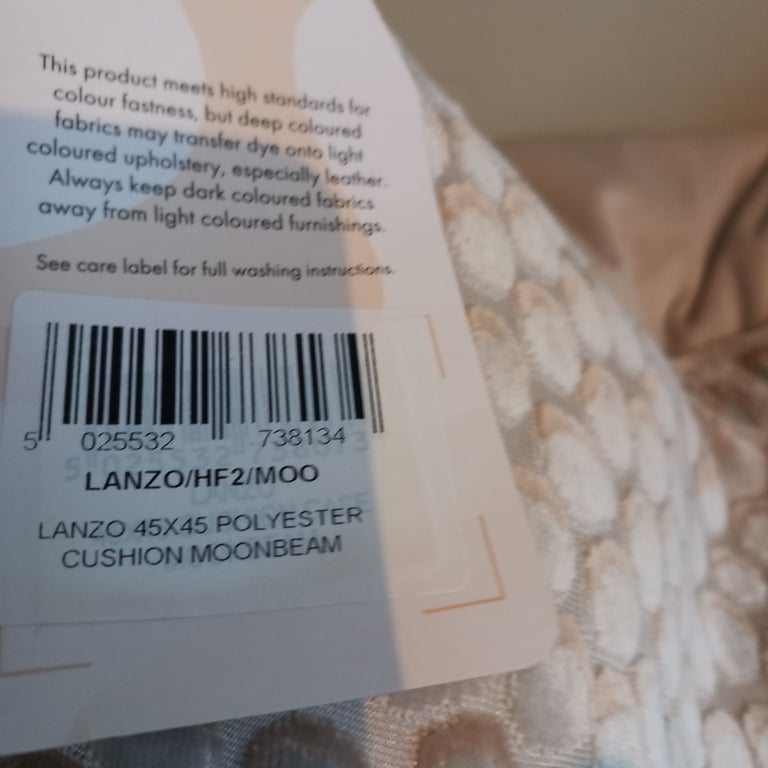 This product meets high standards for
colour fastness, but deep coloured
fabrics may transfer dye onto light
coloured upholstery, especially leather.
Always keep dark coloured fabrics
away from light coloured furnishings.
See care label for full washing instructions.
5 025532 738134
LANZO/HF2/MOO
LANZO 45X45 POLYESTER
CUSHION MOONBEAM